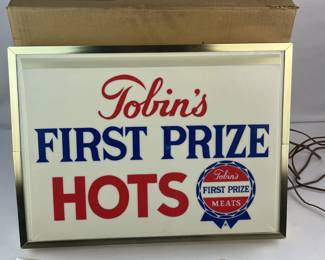 Tobin's
FIRST PRIZE
HOTS
Tobin's
FIRST PRIZE
MEATS